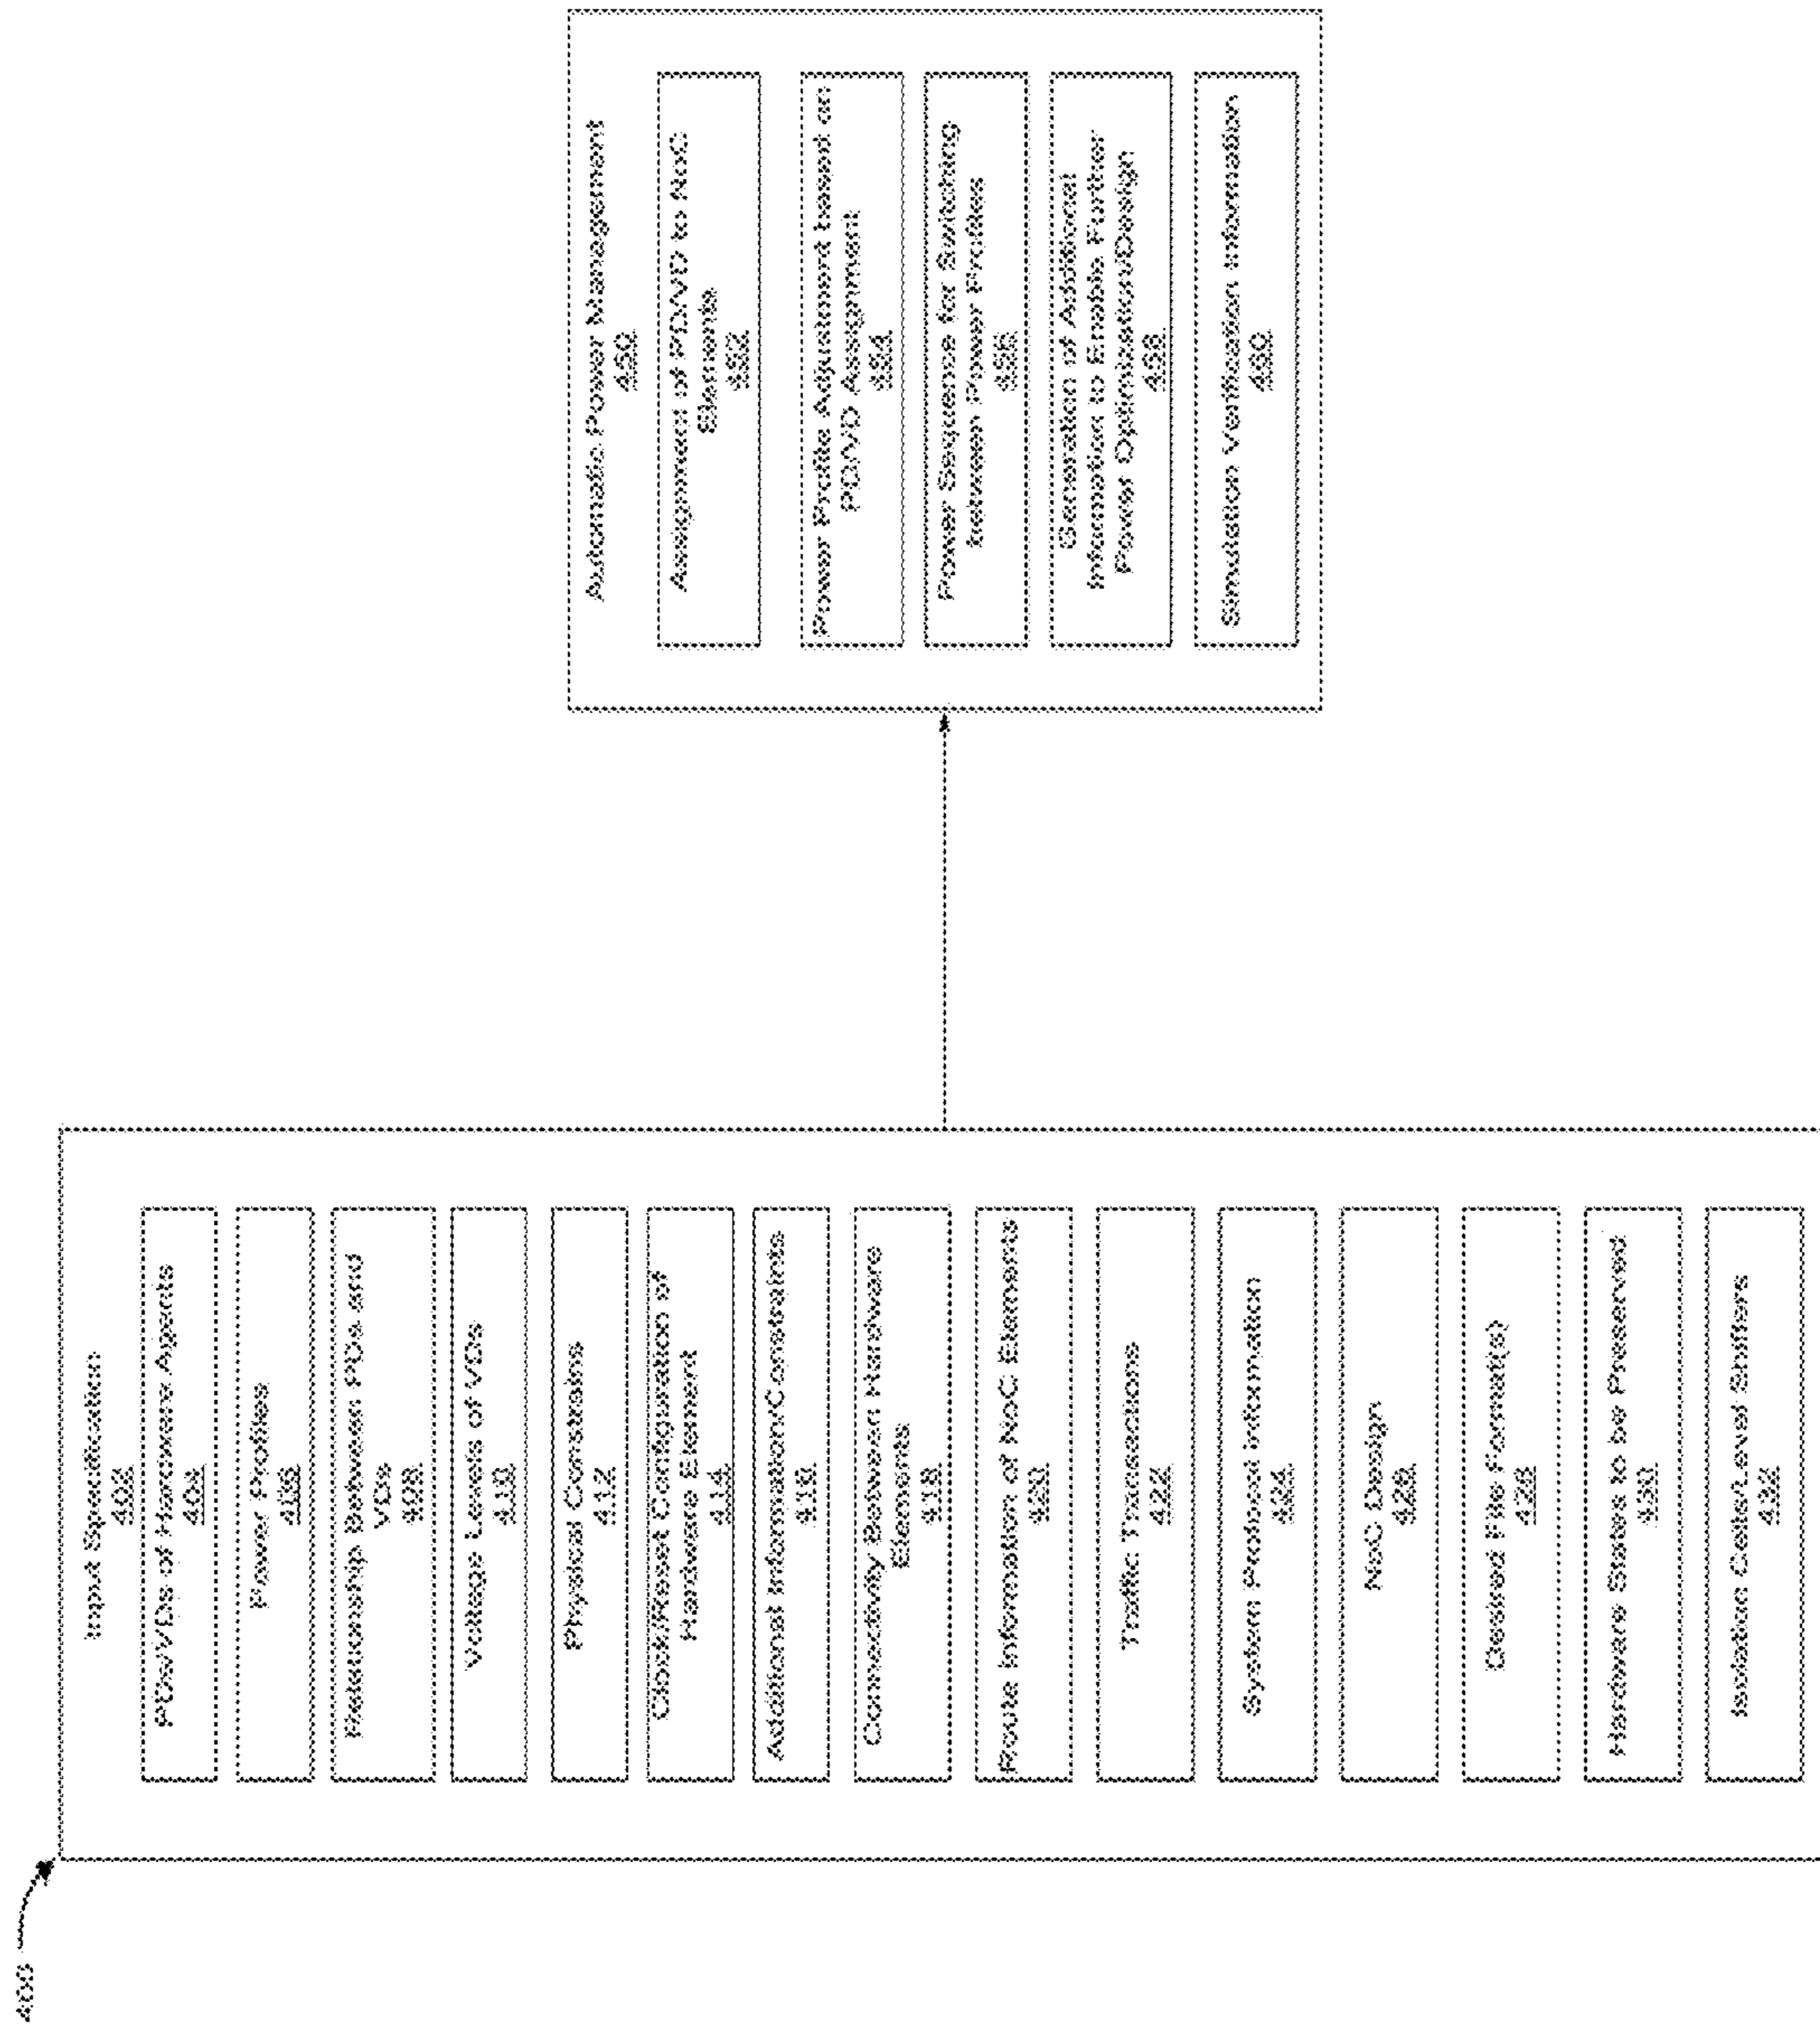 400
Input Specification
402
PDs/VDs of Hardware Agents
404
Power Profiles
406
Relationship Between PDs and
VDs
408
Voltage Levels of VDs
410
Physical Constrains
412
Clock/Reset Configuration of
Hardware Element
414
Additional Information/Constraints
416
Connectivity Between Hardware
Elements
418
Route Information of NoC Elements
420
Traffic Transactions
422
System Protocol Information
424
NoC Design
426
Desired File Format(s)
428
Hardware States to be Preserved
430
Isolation Cells/Level Shifters
432
Automatic Power Management
450
Assignment of PD/VD to NoC
Elements
452
Power Profile Adjustment based on
PD/VD Assignment
454
Power Sequence for Switching
between Power Profiles
456
Generation of Additional
Information to Enable Further
Power Optimization/Design
458
Simulation Verification Information
460